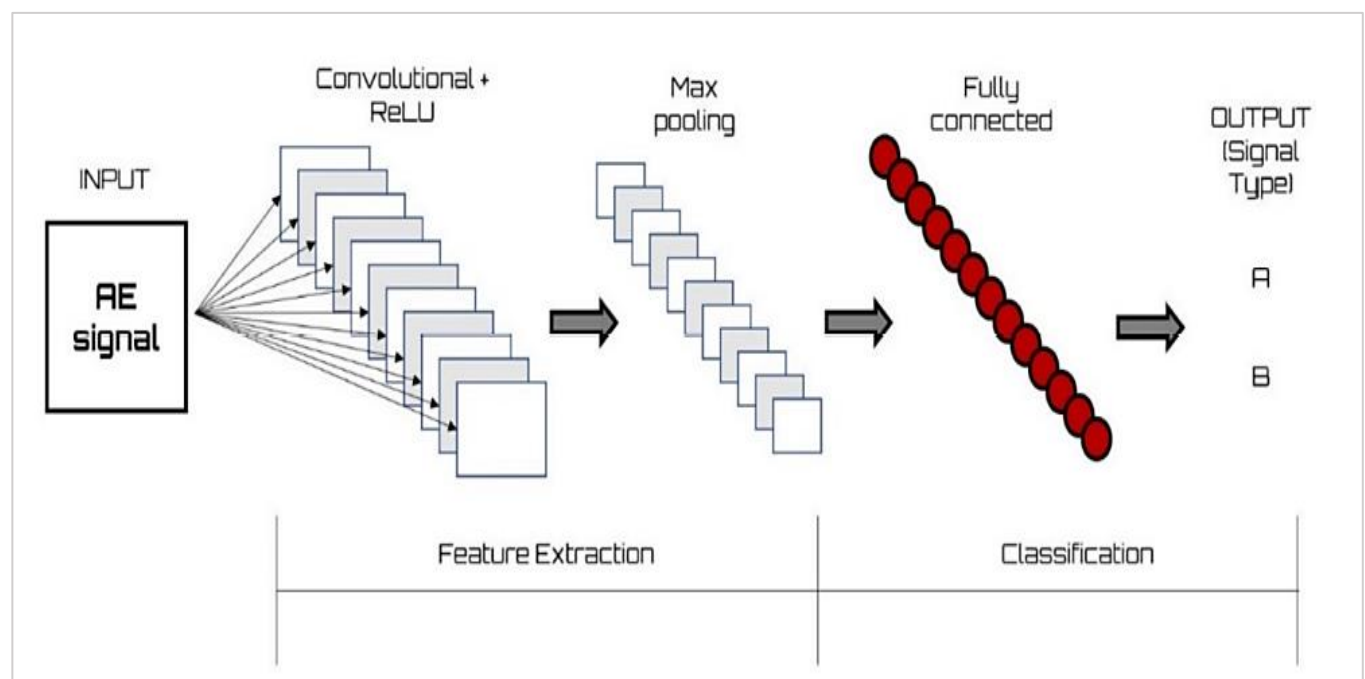 INPUT
AE
signal
Convolutional +
ReLU
Max
pooling
Fully
connected
OUTPUT
(Signal
Type)
A
B
Feature Extraction
Classification